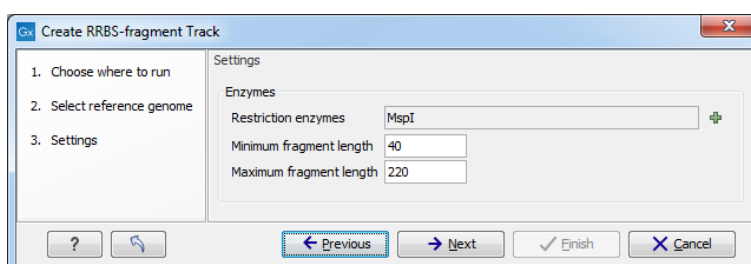 Gx Create RRBS-fragment Track
X
1. Choose where to run
2. Select reference genome
3. Settings
Settings
Enzymes
Restriction enzymes MspI
Minimum fragment length 40
Maximum fragment length 220
? Previous Next Finish Cancel